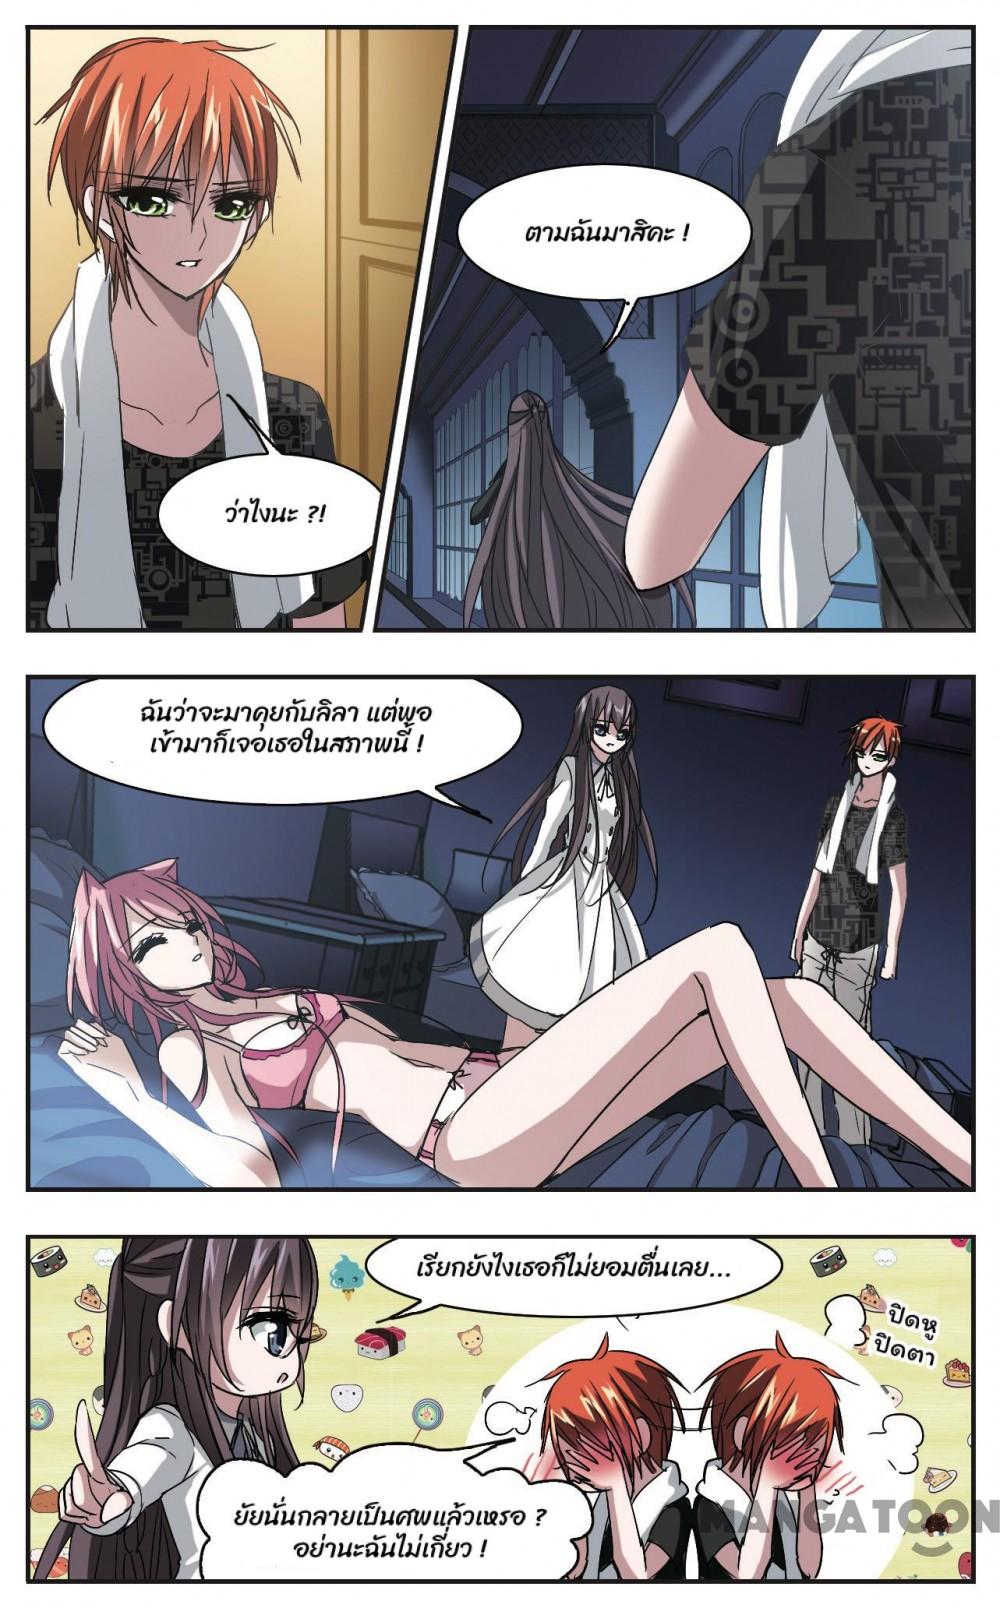 ว่าไงนะ ?!
ตามฉันมาสิคะ !
ฉันว่าจะมาคุยกับลิลา แต่พอ
เข้ามาก็เจอเธอในสภาพนี้ !
เรียกยังไงเธอก็ไม่ยอมตื่นเลย...
ปิดหู
ปิดตา
ยัยนั่นกลายเป็นศพแล้วเหรอ ?
อย่านะฉันไม่เกี่ยว !
MANGATOON